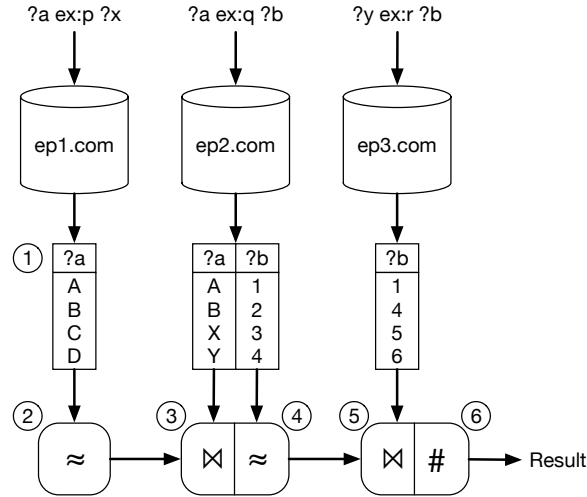 ?a ex:p ?x ?a ex:q ?b ?y ex:r ?b
ep1.com ep2.com ep3.com
1 ?a ?a ?b ?b
A A 1 1
B B 2 4
C X 3 5
D Y 4 6
2 3 4 5 6
≈ ⋈ ≈ ⋈ # Result